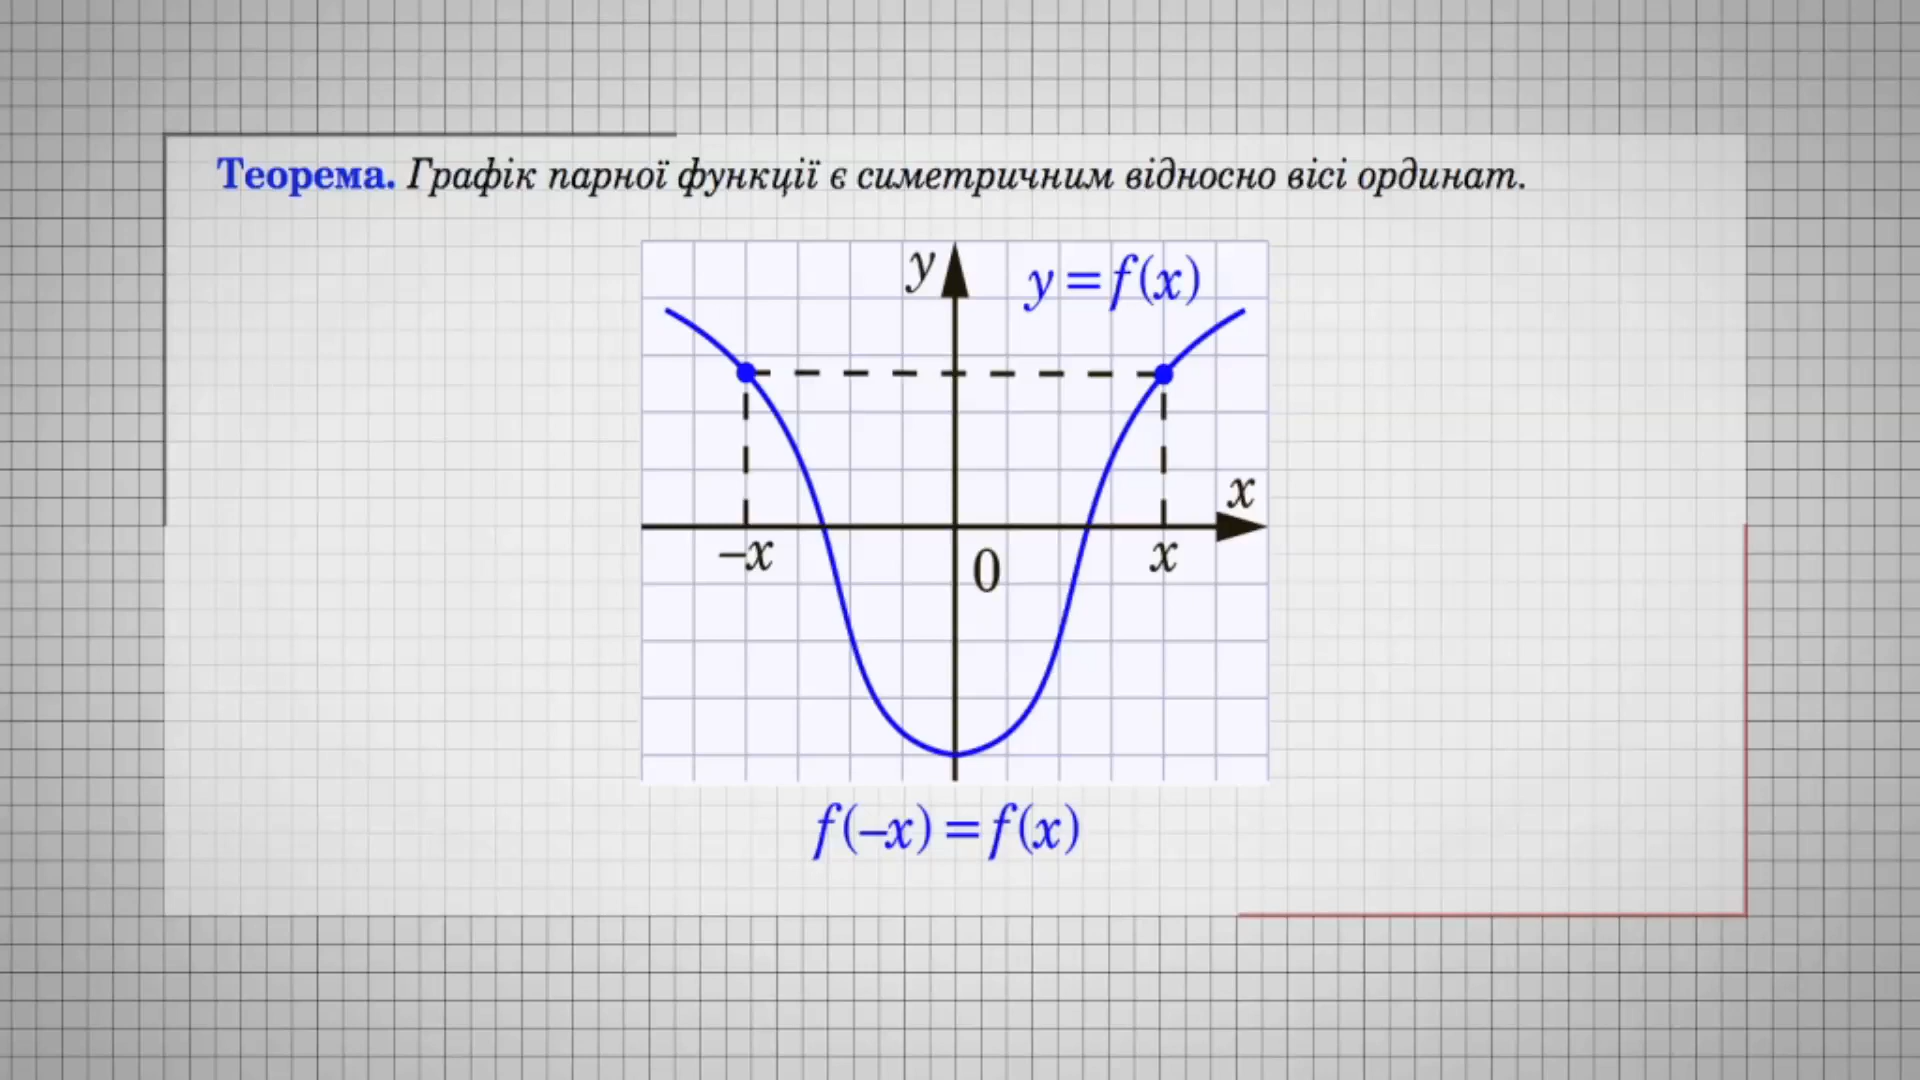 Теорема. Графік парної функції є симетричним відносно вісі ординат.
y
y = f(x)
x
–x
0
x
f(–x) = f(x)